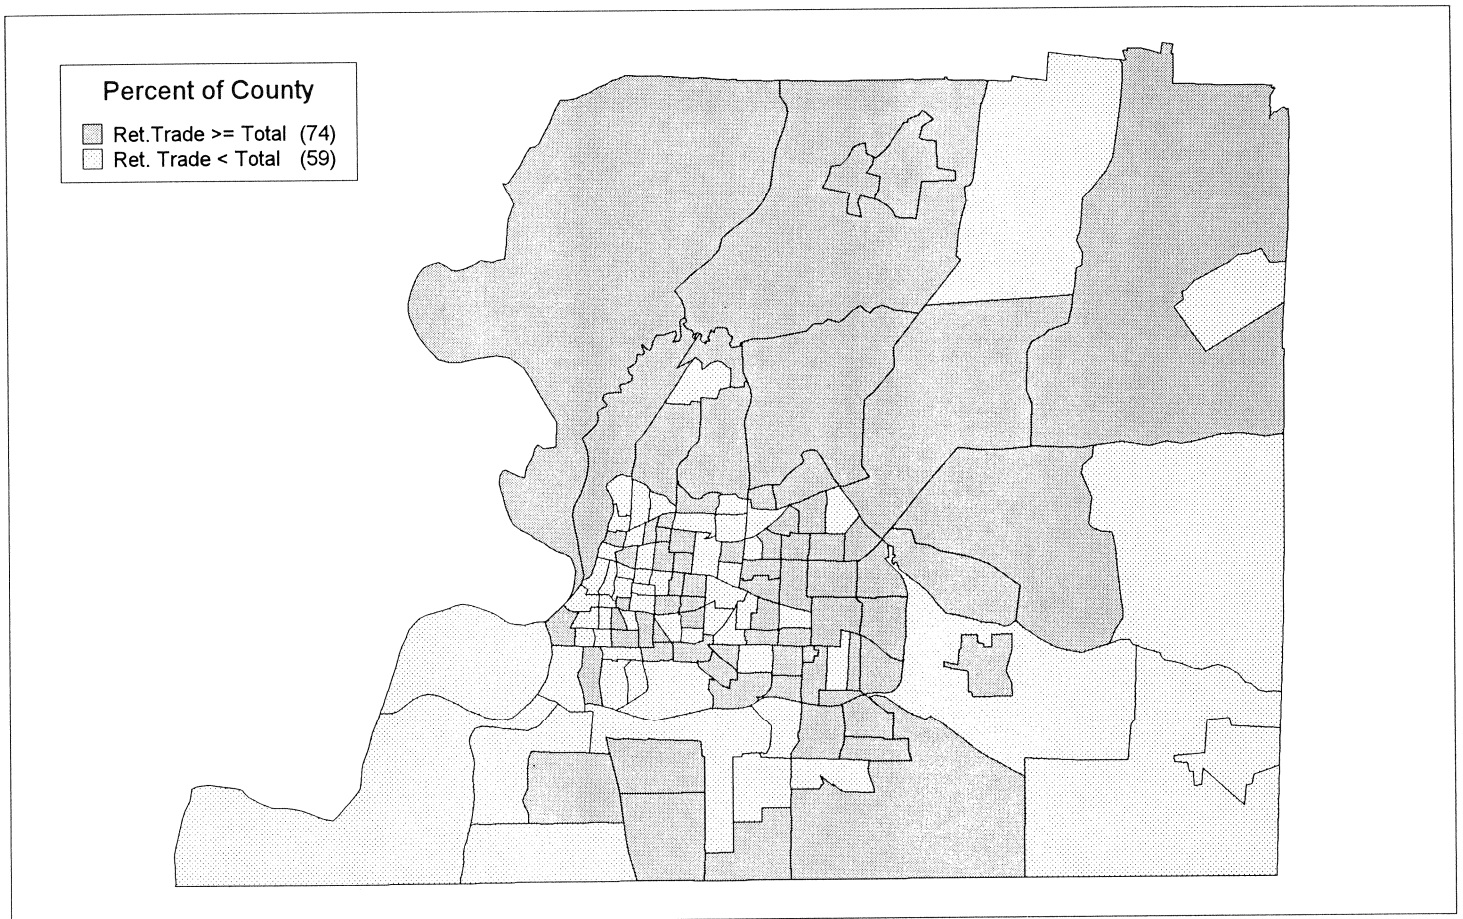 Percent of County
Ret.Trade >= Total (74)
Ret. Trade < Total (59)